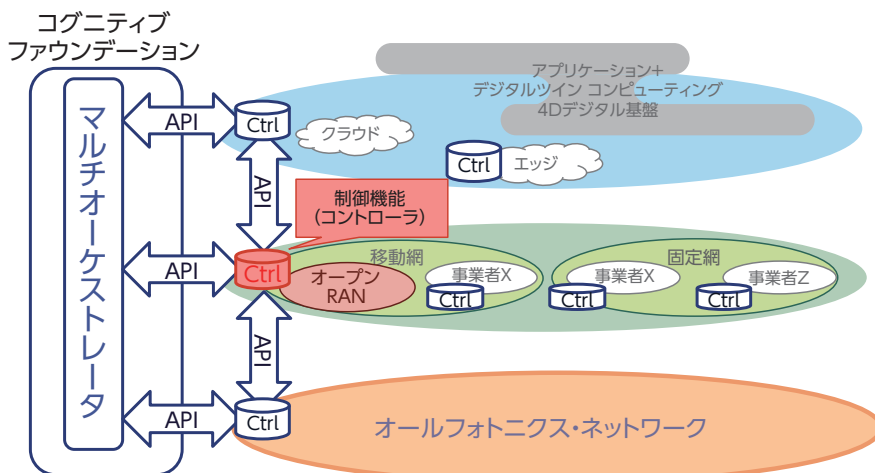 コグニティブ
ファウンデーション
マルチオーケストレータ
API
Ctrl
クラウド
アプリケーション+
デジタルツイン コンピューティング
4Dデジタル基盤
Ctrl
エッジ
API
制御機能
(コントローラ)
API
Ctrl
移動網
オープン
RAN
事業者X
Ctrl
固定網
事業者X
Ctrl
事業者Z
Ctrl
API
API
Ctrl
オールフォトニクス・ネットワーク